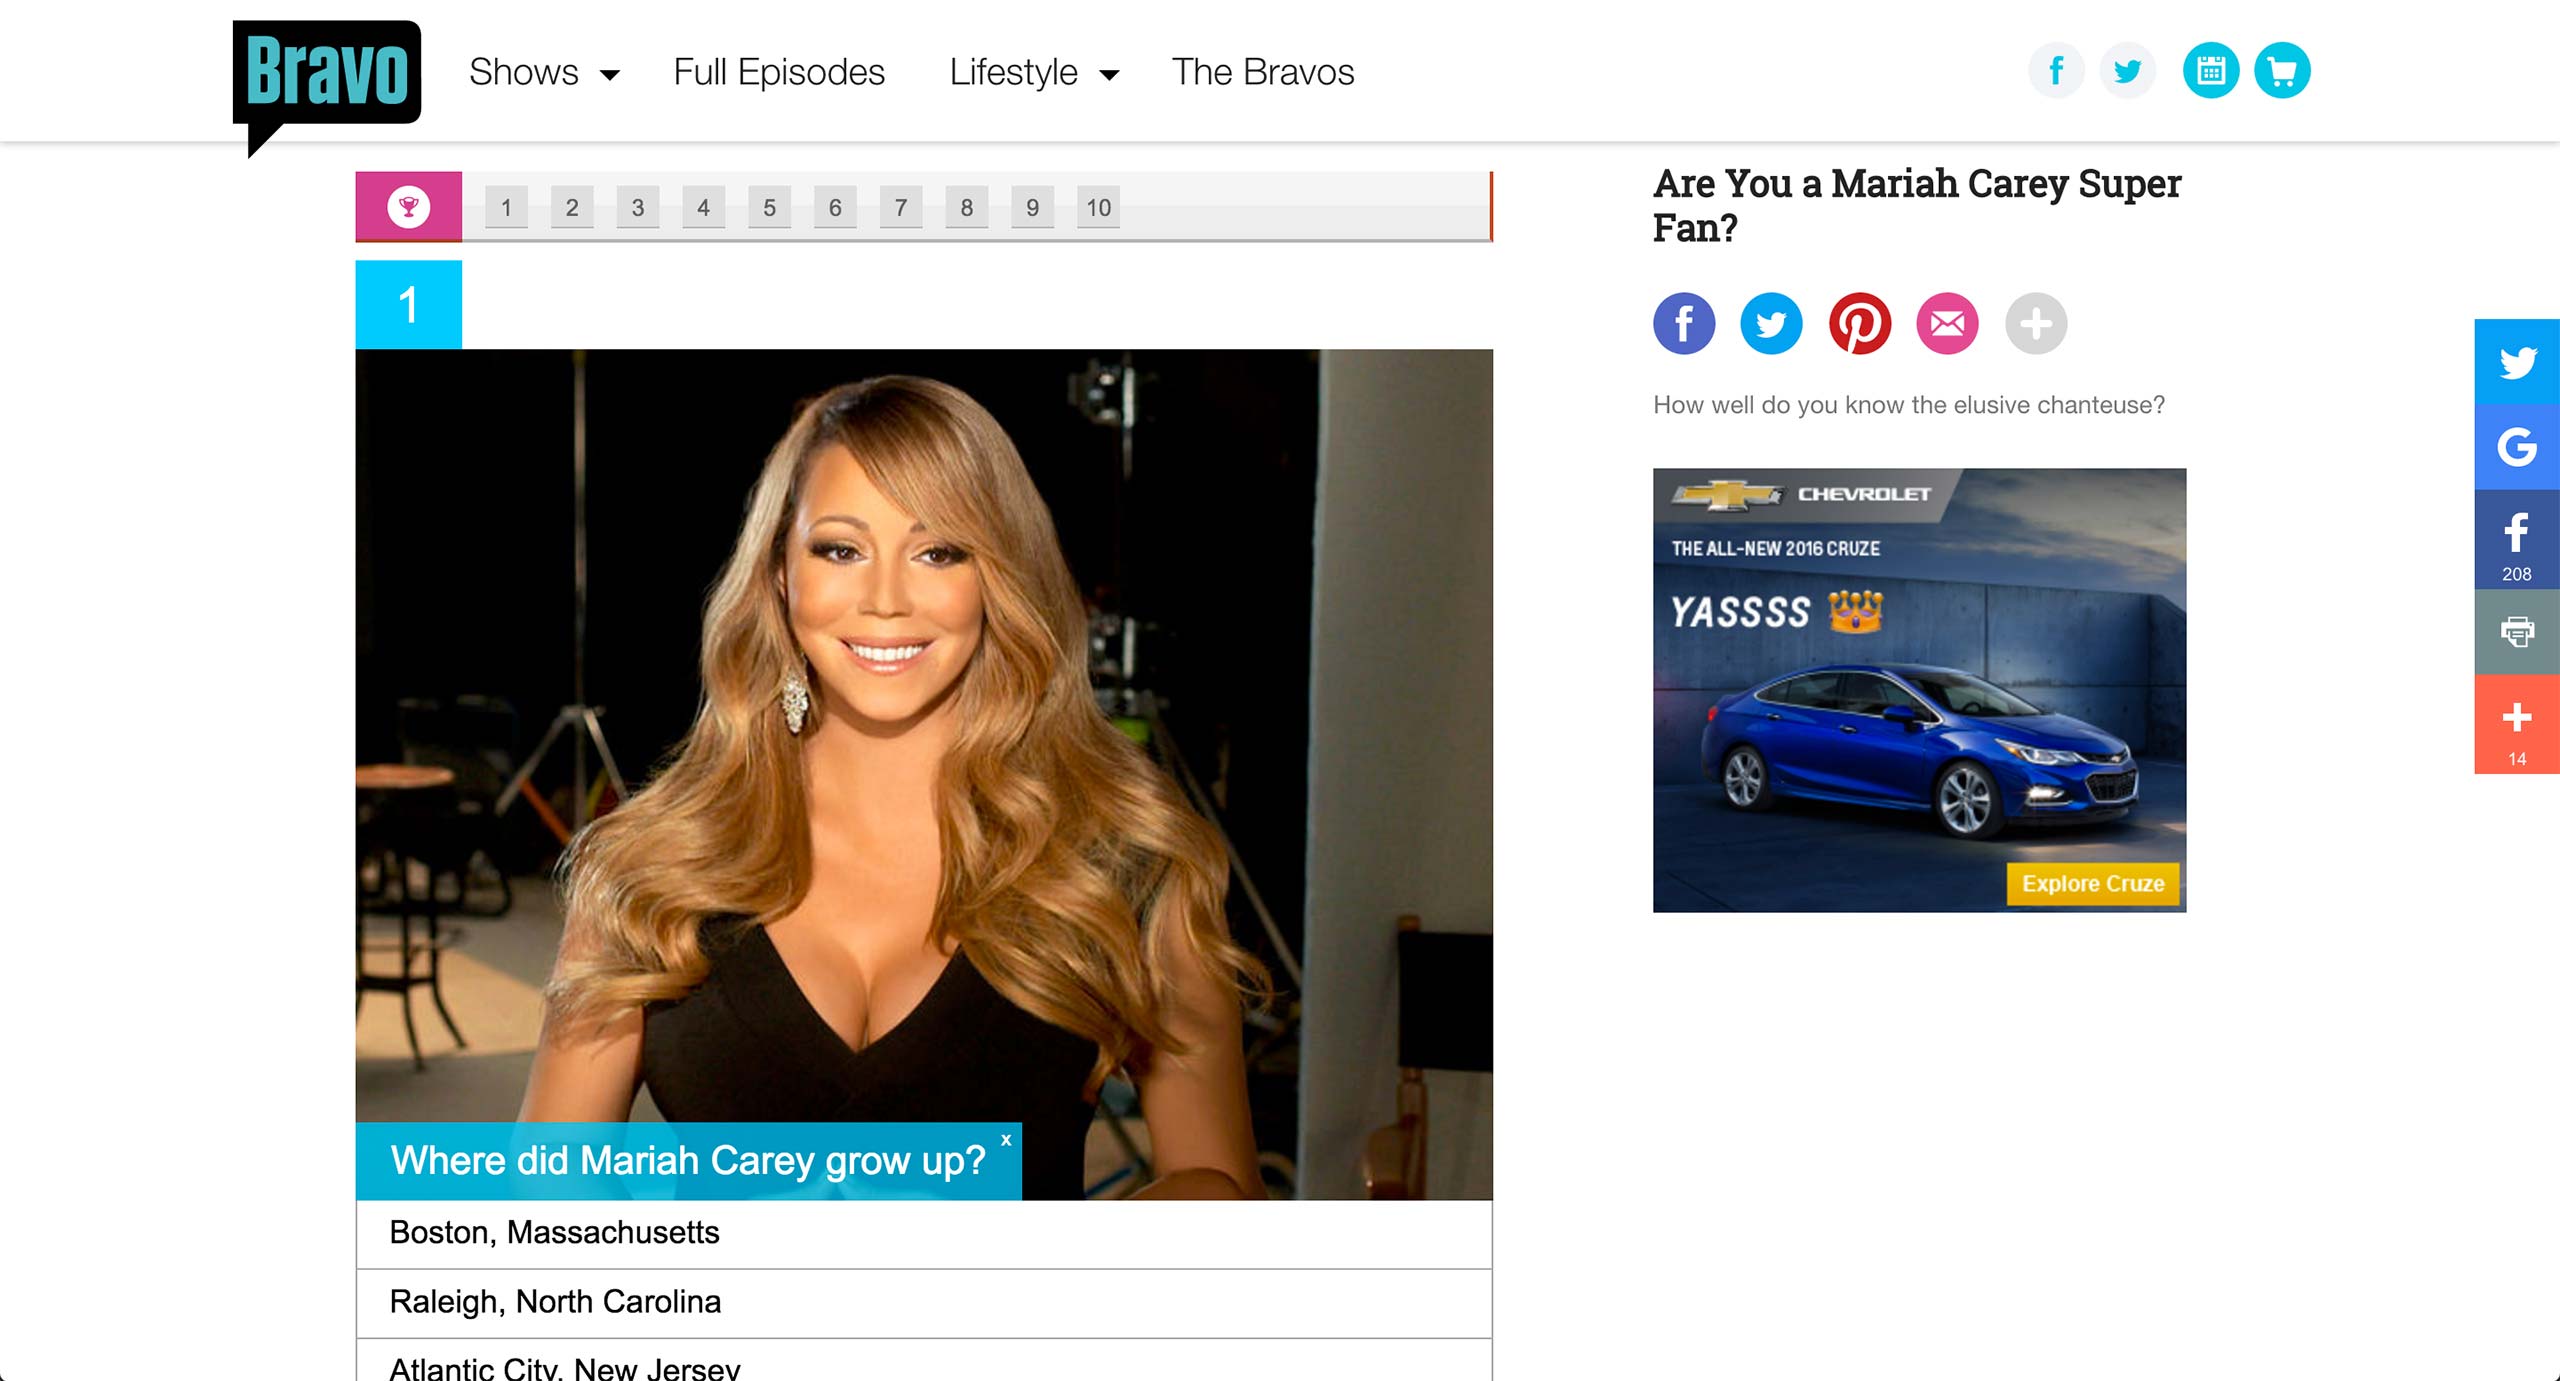 Bravo
Shows
Full Episodes
Lifestyle
The Bravos
1 2 3 4 5 6 7 8 9 10
1
Where did Mariah Carey grow up?
x
Boston, Massachusetts
Raleigh, North Carolina
Atlantic City, New Jersey
Are You a Mariah Carey Super
Fan?
How well do you know the elusive chanteuse?
CHEVROLET
THE ALL-NEW 2016 CRUZE
YASSSS
Explore Cruze
208
14